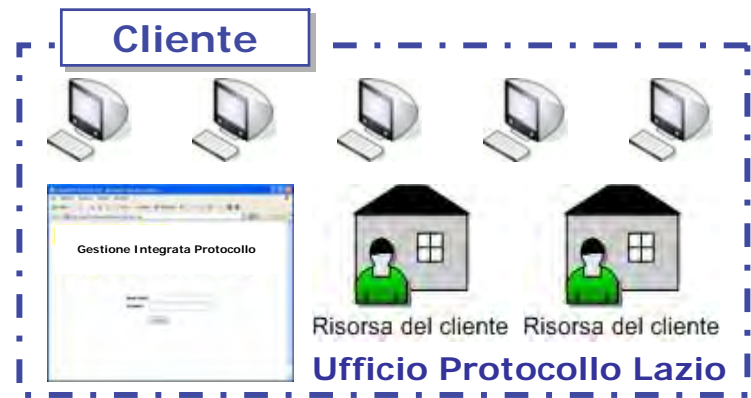 Cliente
Gestione Integrata Protocollo
Risorsa del cliente Risorsa del cliente
Ufficio Protocollo Lazio